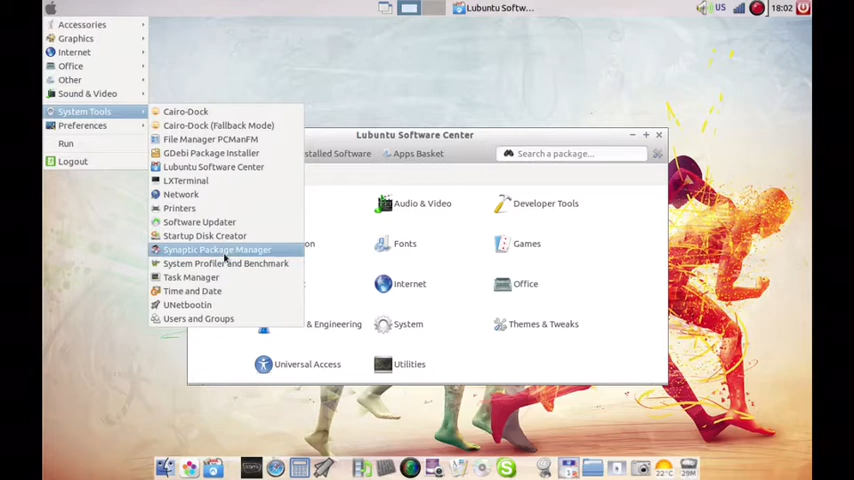 Lubuntu Softw...
US
18:02
Accessories
Graphics
Internet
Office
Other
Sound & Video
System Tools
Preferences
Run
Logout
Cairo-Dock
Cairo-Dock (Fallback Mode)
File Manager PCManFM
GDebi Package Installer
Lubuntu Software Center
LXTerminal
Network
Printers
Software Updater
Startup Disk Creator
Synaptic Package Manager
System Profiler and Benchmark
Task Manager
Time and Date
UNetbootin
Users and Groups
Lubuntu Software Center
stalled Software
Apps Basket
Search a package...
Audio & Video
Developer Tools
on
Fonts
Games
Internet
Office
& Engineering
System
Themes & Tweaks
Universal Access
Utilities
22°C
29M